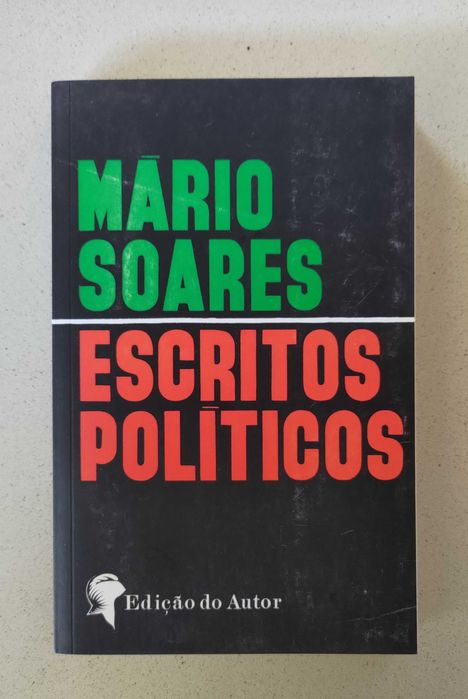 MÁRIO
SOARES
ESCRITOS
POLÍTICOS
Edição do Autor